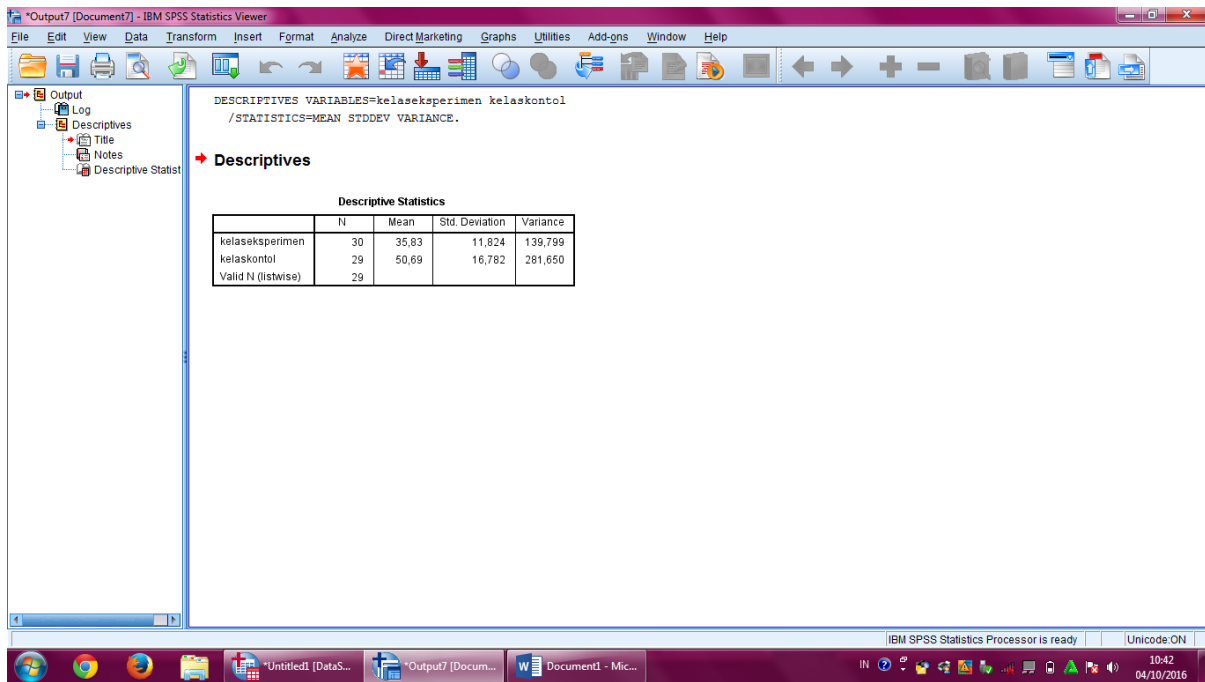 *Output7 [Document7] - IBM SPSS Statistics Viewer
File Edit View Data Transform Insert Format Analyze Direct Marketing Graphs Utilities Add-ons Window Help
Output
Log
Descriptives
Title
Notes
Descriptive Statist
DESCRIPTIVES VARIABLES=kelaseksperimen kelaskontol
/STATISTICS=MEAN STDDEV VARIANCE.
Descriptives
Descriptive Statistics
N Mean Std. Deviation Variance
kelaseksperimen 30 35,83 11,824 139,799
kelaskontol 29 50,69 16,782 281,650
Valid N (listwise) 29
IBM SPSS Statistics Processor is ready Unicode:ON
*Untitled1 [DataS... *Output7 [Docum... Document1 - Mic... IN 10:42
04/10/2016